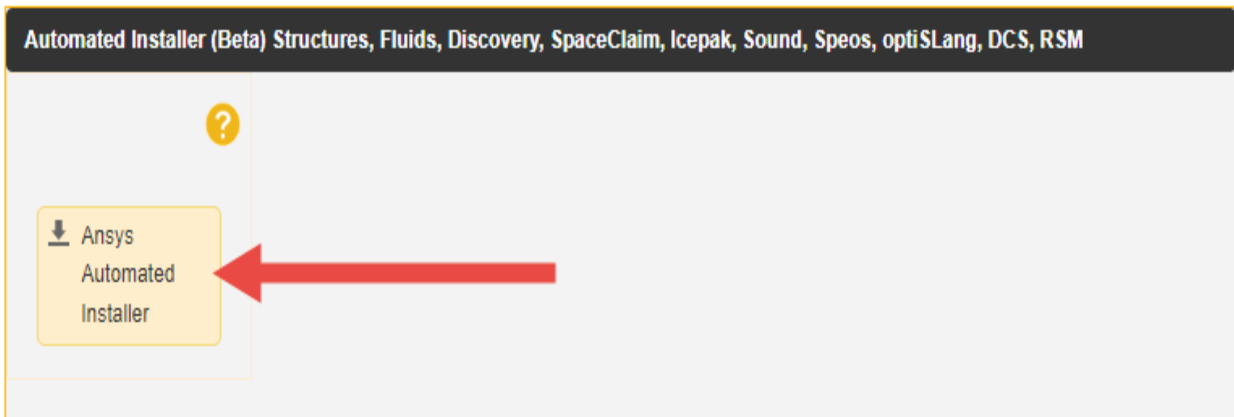 Automated Installer (Beta) Structures, Fluids, Discovery, SpaceClaim, Icepak, Sound, Speos, optiSLang, DCS, RSM
?
Ansys
Automated
Installer